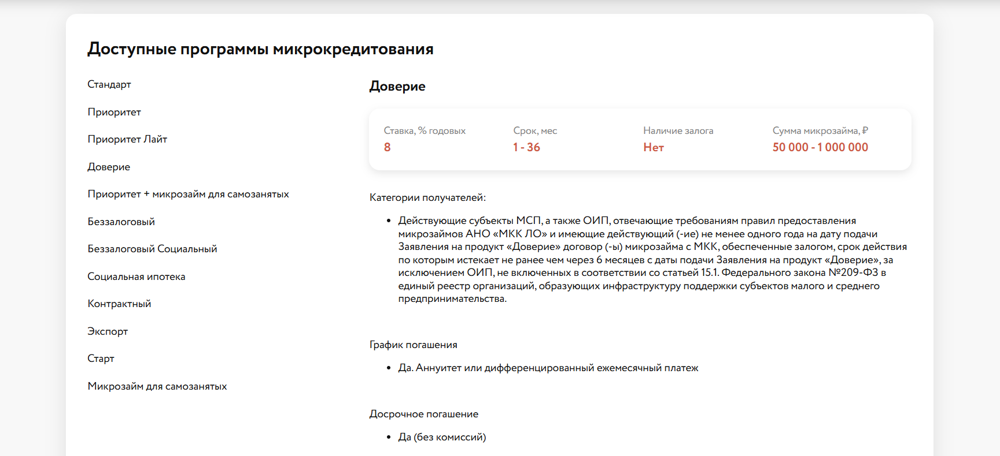 Доступные программы микрокредитования
Стандарт
Приоритет
Приоритет Лайт
Доверие
Приоритет + микрозайм для самозанятых
Беззалоговый
Беззалоговый Социальный
Социальная ипотека
Контрактный
Экспорт
Старт
Микрозайм для самозанятых
Доверие
Ставка, % годовых
8
Срок, мес
1 - 36
Наличие залога
Нет
Сумма микрозайма, ₽
50 000 - 1 000 000
Категории получателей:
• Действующие субъекты МСП, а также ОИП, отвечающие требованиям правил предоставления
микрозаймов АНО «МКК ЛО» и имеющие действующий (-ие) не менее одного года на дату подачи
Заявления на продукт «Доверие» договор (-ы) микрозайма с МКК, обеспеченные залогом, срок действия
по которым истекает не ранее чем через 6 месяцев с даты подачи Заявления на продукт «Доверие», за
исключением ОИП, не включенных в соответствии со статьей 15.1. Федерального закона №209-ФЗ в
единый реестр организаций, образующих инфраструктуру поддержки субъектов малого и среднего
предпринимательства.
График погашения
• Да. Аннуитет или дифференцированный ежемесячный платеж
Досрочное погашение
• Да (без комиссий)